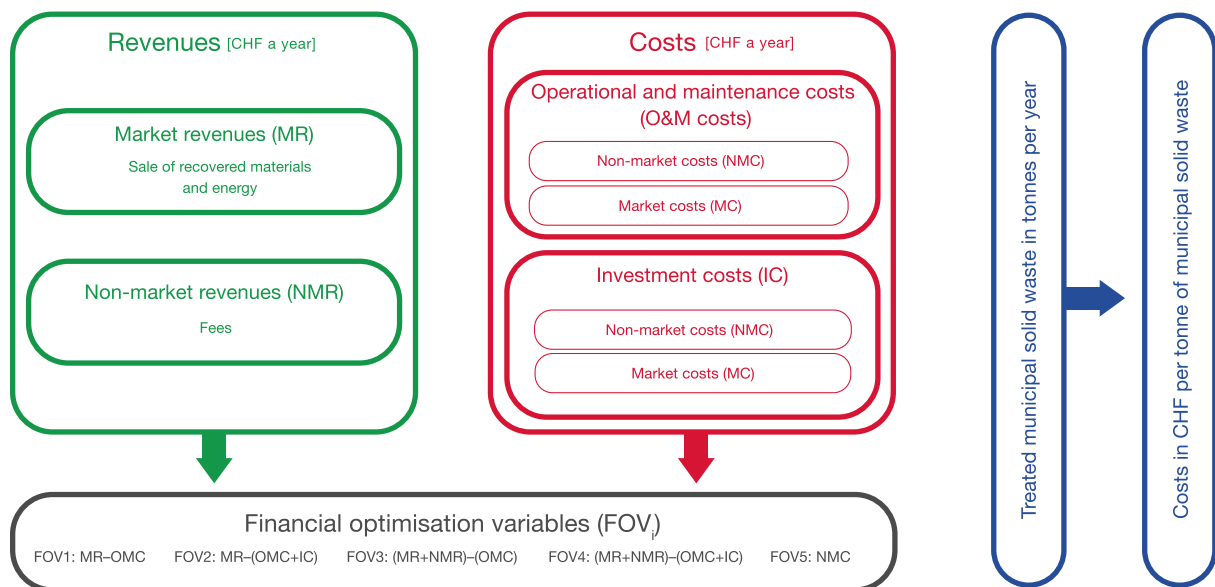 Revenues [CHF a year]
Market revenues (MR)
Sale of recovered materials
and energy
Non-market revenues (NMR)
Fees
Costs [CHF a year]
Operational and maintenance costs
(O&M costs)
Non-market costs (NMC)
Market costs (MC)
Investment costs (IC)
Non-market costs (NMC)
Market costs (MC)
Financial optimisation variables (FOVi)
FOV1: MR–OMC FOV2: MR–(OMC+IC) FOV3: (MR+NMR)–(OMC) FOV4: (MR+NMR)–(OMC+IC) FOV5: NMC
Treated municipal solid waste in tonnes per year
Costs in CHF per tonne of municipal solid waste